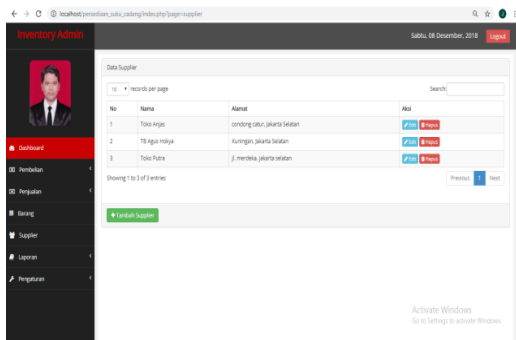 localhost/persediaan_suku_cadang/index.php?page=supplier
Inventory Admin
Sabtu, 08 Desember, 2018
Logout
Data Supplier
10 records per page
Search:
No Nama Alamat Aksi
1 Toko Anjas condong catur, Jakarta Selatan Edit Hapus
2 TB Agus Hokya Kuningan, Jakarta Selatan Edit Hapus
3 Toko Putra jl. merdeka, jakarta selatan Edit Hapus
Showing 1 to 3 of 3 entries
Previous 1 Next
+ Tambah Supplier
Dashboard
Pembelian
Penjualan
Barang
Supplier
Laporan
Pengaturan
Activate Windows
Go to Settings to activate Windows.